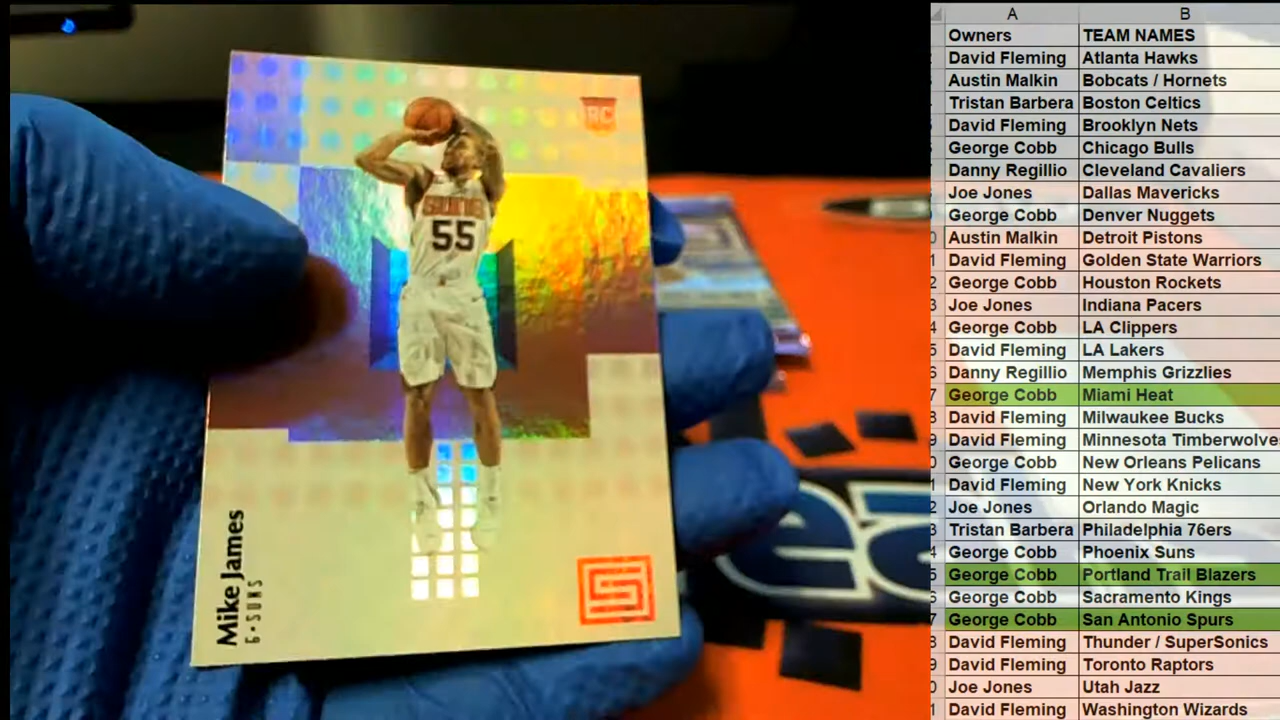 RC
SUNS
55
Mike James
G·SUNS
A B
Owners TEAM NAMES
David Fleming Atlanta Hawks
Austin Malkin Bobcats / Hornets
Tristan Barbera Boston Celtics
David Fleming Brooklyn Nets
George Cobb Chicago Bulls
Danny Regillio Cleveland Cavaliers
Joe Jones Dallas Mavericks
George Cobb Denver Nuggets
Austin Malkin Detroit Pistons
David Fleming Golden State Warriors
George Cobb Houston Rockets
Joe Jones Indiana Pacers
George Cobb LA Clippers
David Fleming LA Lakers
Danny Regillio Memphis Grizzlies
George Cobb Miami Heat
David Fleming Milwaukee Bucks
David Fleming Minnesota Timberwolve
George Cobb New Orleans Pelicans
David Fleming New York Knicks
Joe Jones Orlando Magic
Tristan Barbera Philadelphia 76ers
George Cobb Phoenix Suns
George Cobb Portland Trail Blazers
George Cobb Sacramento Kings
George Cobb San Antonio Spurs
David Fleming Thunder / SuperSonics
David Fleming Toronto Raptors
Joe Jones Utah Jazz
David Fleming Washington Wizards